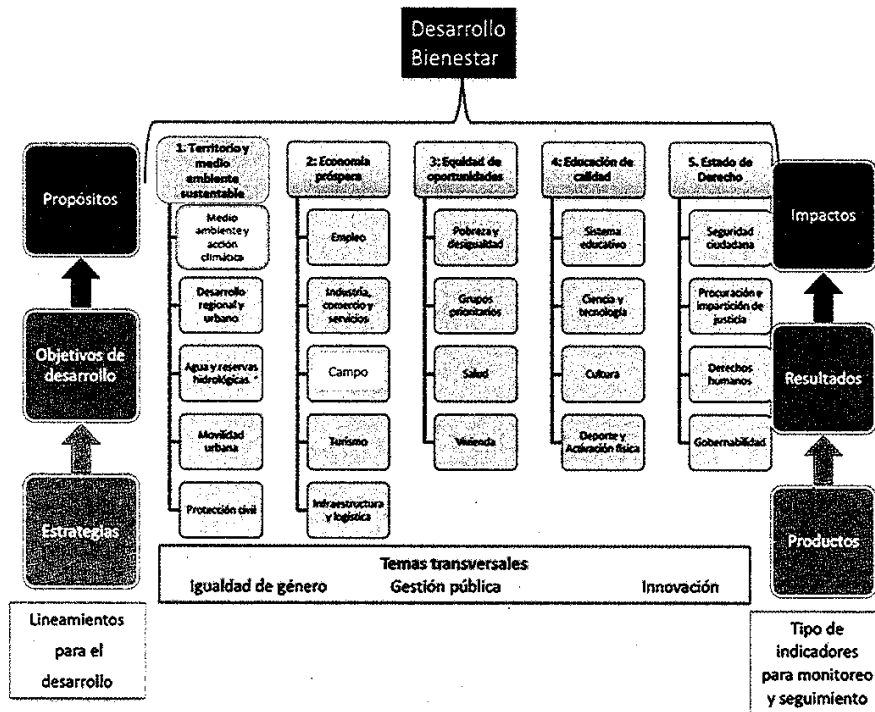 Desarrollo
Bienestar
Propósitos
Objetivos de
desarrollo
Estrategias
Lineamientos
para el
desarrollo
1: Territorio y
medio
ambiente
sustentable
Medio
ambiente y
acción
climática
Desarrollo
regional y
urbano
Agua y reservas
hidrológicas
Movilidad
urbana
Protección civil
2: Economía
próspera
Empleo
Industria,
comercio y
servicios
Campo
Turismo
Infraestructura
y logística
3: Equidad de
oportunidades
Pobreza y
desigualdad
Grupos
prioritarios
Salud
Vivienda
4: Educación de
calidad
Sistema
educativo
Ciencia y
tecnología
Cultura
Deporte y
Activación física
5. Estado de
Derecho
Seguridad
ciudadana
Procuración e
impartición de
justicia
Derechos
humanos
Gobernabilidad
Impactos
Resultados
Productos
Tipo de
indicadores
para monitoreo
y seguimiento
Temas transversales
Igualdad de género Gestión pública Innovación